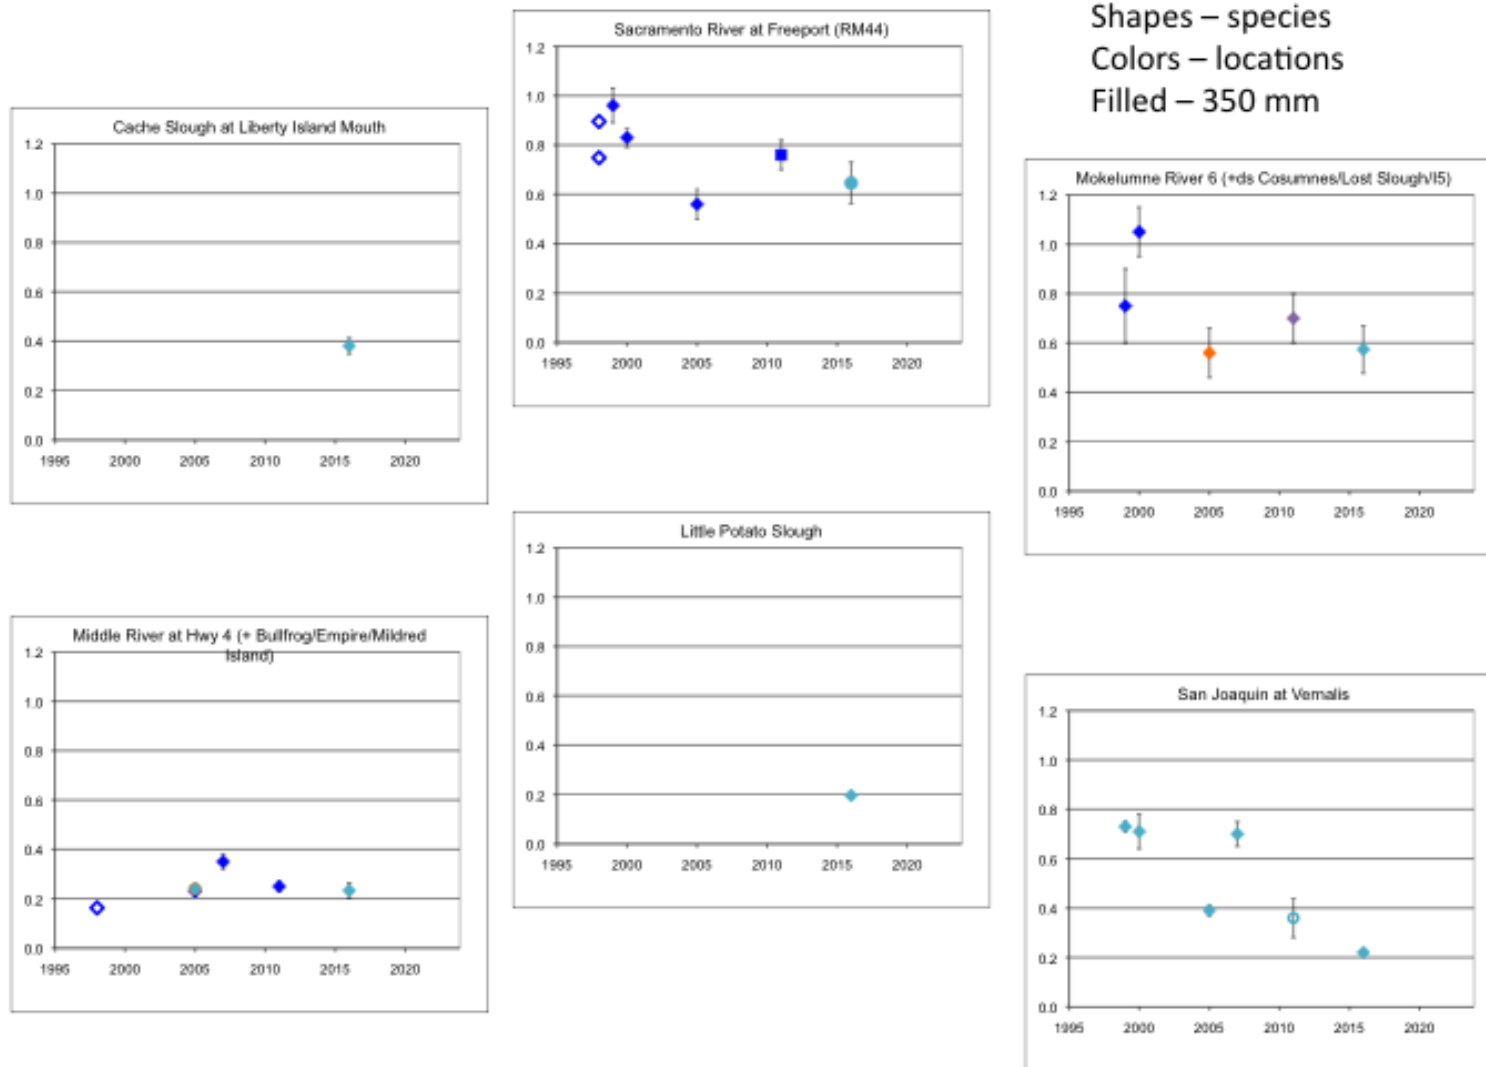 Shapes – species
Colors – locations
Filled – 350 mm
Sacramento River at Freeport (RM44)
1.2
1.0
0.8
0.6
0.4
0.2
0.0
1995 2000 2005 2010 2015 2020
Cache Slough at Liberty Island Mouth
1.2
1.0
0.8
0.6
0.4
0.2
0.0
1995 2000 2005 2010 2015 2020
Mokelumne River 6 (+ds Cosumnes/Lost Slough/I5)
1.2
1.0
0.8
0.6
0.4
0.2
0.0
1995 2000 2005 2010 2015 2020
Little Potato Slough
1.2
1.0
0.8
0.6
0.4
0.2
0.0
1995 2000 2005 2010 2015 2020
Middle River at Hwy 4 (+ Bullfrog/Empire/Mildred
Island)
1.2
1.0
0.8
0.6
0.4
0.2
0.0
1995 2000 2005 2010 2015 2020
San Joaquin at Vernalis
1.2
1.0
0.8
0.6
0.4
0.2
0.0
1995 2000 2005 2010 2015 2020